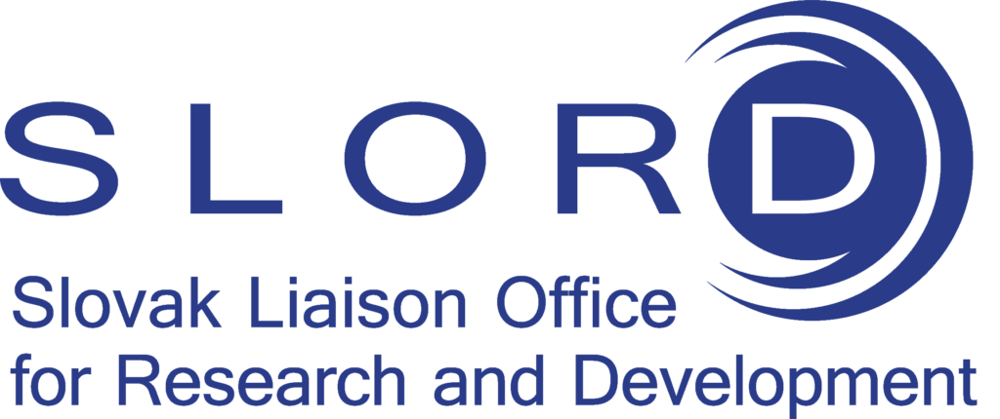 SLORD
Slovak Liaison Office
for Research and Development